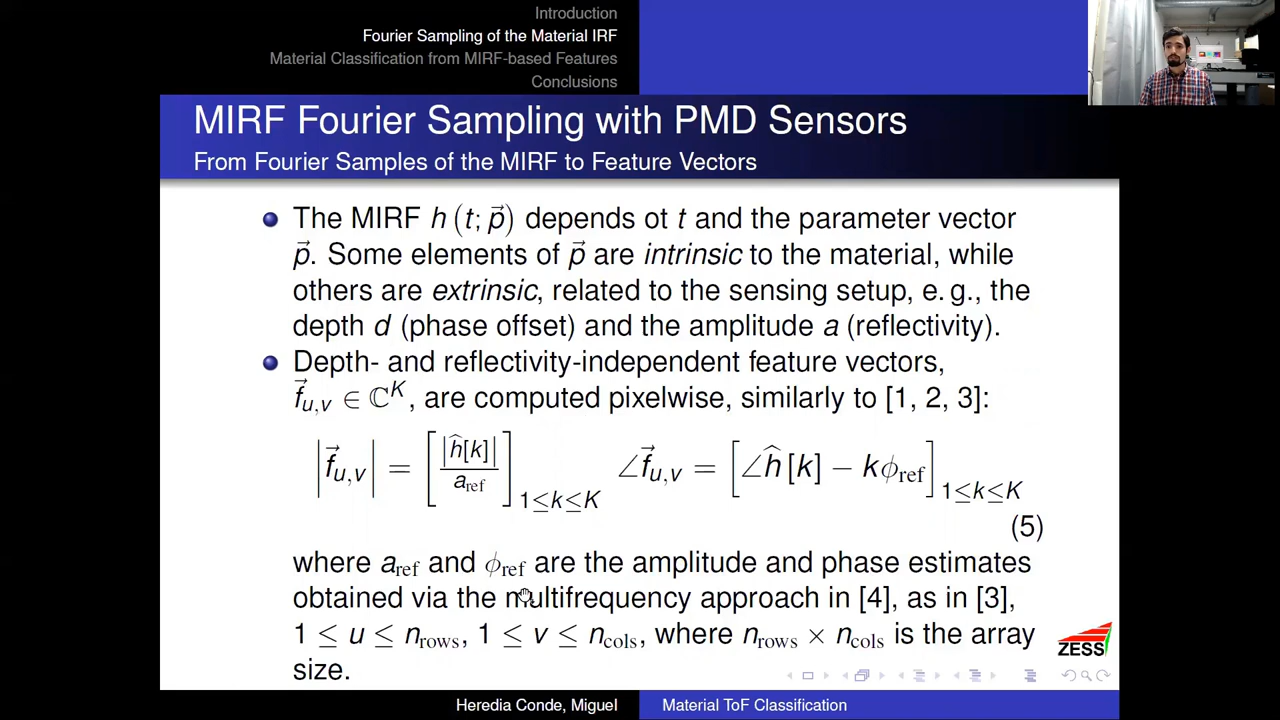 Introduction
Fourier Sampling of the Material IRF
Material Classification from MIRF-based Features
Conclusions
MIRF Fourier Sampling with PMD Sensors
From Fourier Samples of the MIRF to Feature Vectors
The MIRF h (t; p⃗) depends ot t and the parameter vector
p⃗. Some elements of p⃗ are intrinsic to the material, while
others are extrinsic, related to the sensing setup, e. g., the
depth d (phase offset) and the amplitude a (reflectivity).
Depth- and reflectivity-independent feature vectors,
f⃗u,v ∈ ℂ^K, are computed pixelwise, similarly to [1, 2, 3]:
|f⃗u,v| = [|ĥ[k]| / aref]1≤k≤K ∠f⃗u,v = [∠ĥ [k] − kϕref]1≤k≤K
(5)
where aref and ϕref are the amplitude and phase estimates
obtained via the multifrequency approach in [4], as in [3],
1 ≤ u ≤ nrows, 1 ≤ v ≤ ncols, where nrows × ncols is the array
size.
ZESS
Heredia Conde, Miguel
Material ToF Classification